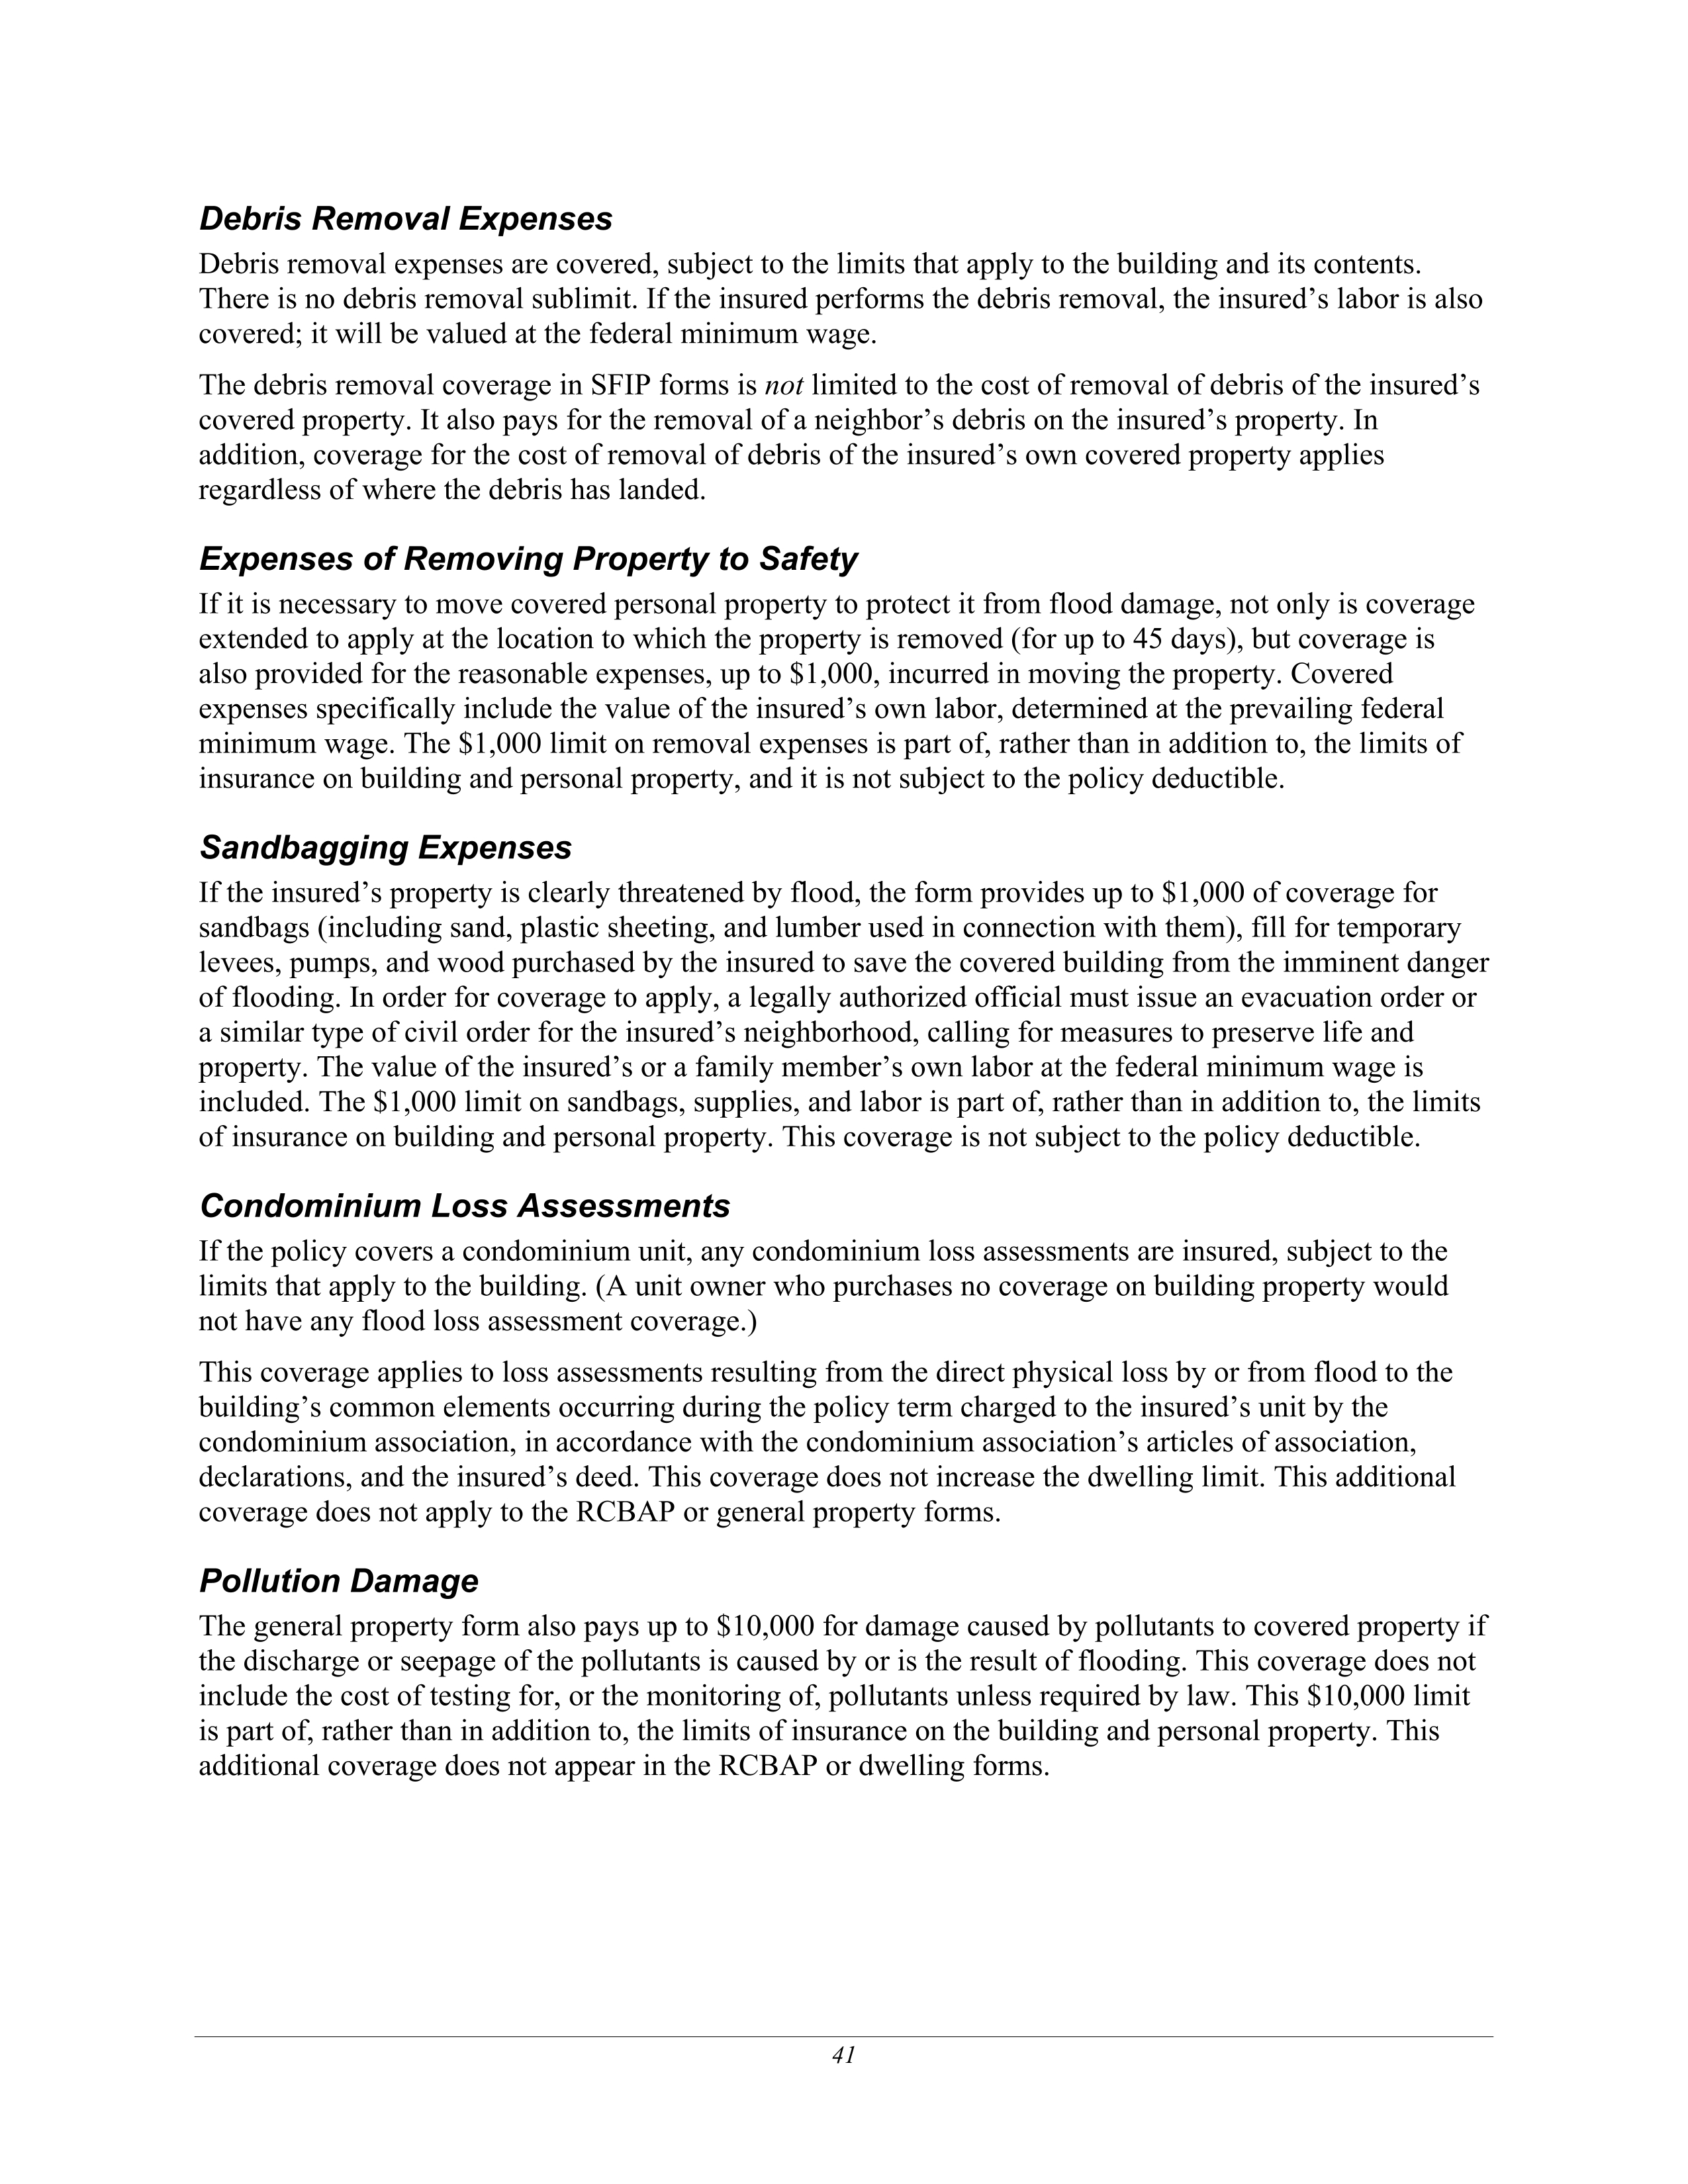 Debris Removal Expenses
Debris removal expenses are covered, subject to the limits that apply to the building and its contents.
There is no debris removal sublimit. If the insured performs the debris removal, the insured’s labor is also
covered; it will be valued at the federal minimum wage.
The debris removal coverage in SFIP forms is not limited to the cost of removal of debris of the insured’s
covered property. It also pays for the removal of a neighbor’s debris on the insured’s property. In
addition, coverage for the cost of removal of debris of the insured’s own covered property applies
regardless of where the debris has landed.
Expenses of Removing Property to Safety
If it is necessary to move covered personal property to protect it from flood damage, not only is coverage
extended to apply at the location to which the property is removed (for up to 45 days), but coverage is
also provided for the reasonable expenses, up to $1,000, incurred in moving the property. Covered
expenses specifically include the value of the insured’s own labor, determined at the prevailing federal
minimum wage. The $1,000 limit on removal expenses is part of, rather than in addition to, the limits of
insurance on building and personal property, and it is not subject to the policy deductible.
Sandbagging Expenses
If the insured’s property is clearly threatened by flood, the form provides up to $1,000 of coverage for
sandbags (including sand, plastic sheeting, and lumber used in connection with them), fill for temporary
levees, pumps, and wood purchased by the insured to save the covered building from the imminent danger
of flooding. In order for coverage to apply, a legally authorized official must issue an evacuation order or
a similar type of civil order for the insured’s neighborhood, calling for measures to preserve life and
property. The value of the insured’s or a family member’s own labor at the federal minimum wage is
included. The $1,000 limit on sandbags, supplies, and labor is part of, rather than in addition to, the limits
of insurance on building and personal property. This coverage is not subject to the policy deductible.
Condominium Loss Assessments
If the policy covers a condominium unit, any condominium loss assessments are insured, subject to the
limits that apply to the building. (A unit owner who purchases no coverage on building property would
not have any flood loss assessment coverage.)
This coverage applies to loss assessments resulting from the direct physical loss by or from flood to the
building’s common elements occurring during the policy term charged to the insured’s unit by the
condominium association, in accordance with the condominium association’s articles of association,
declarations, and the insured’s deed. This coverage does not increase the dwelling limit. This additional
coverage does not apply to the RCBAP or general property forms.
Pollution Damage
The general property form also pays up to $10,000 for damage caused by pollutants to covered property if
the discharge or seepage of the pollutants is caused by or is the result of flooding. This coverage does not
include the cost of testing for, or the monitoring of, pollutants unless required by law. This $10,000 limit
is part of, rather than in addition to, the limits of insurance on the building and personal property. This
additional coverage does not appear in the RCBAP or dwelling forms.
41